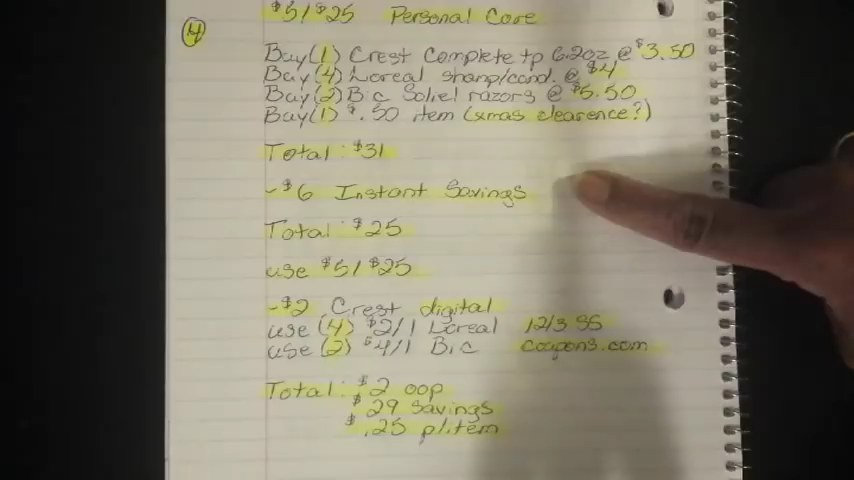 $5/$25 Personal Care
4
Buy (1) Crest Complete tp 6.2oz @ $3.50
Buy (4) Loreal shamp/cond. @ $4
Buy (2) Bic Soliel razors @ $5.50
Buy (1) $.50 item (xmas clearence?)
Total: $31
-$6 Instant Savings
Total: $25
use $5/$25
-$2 Crest digital
use (4) $2/1 Loreal 12/3 SS
use (2) $4/1 Bic coupons.com
Total: $2 oop
$29 savings
$.25 p/item